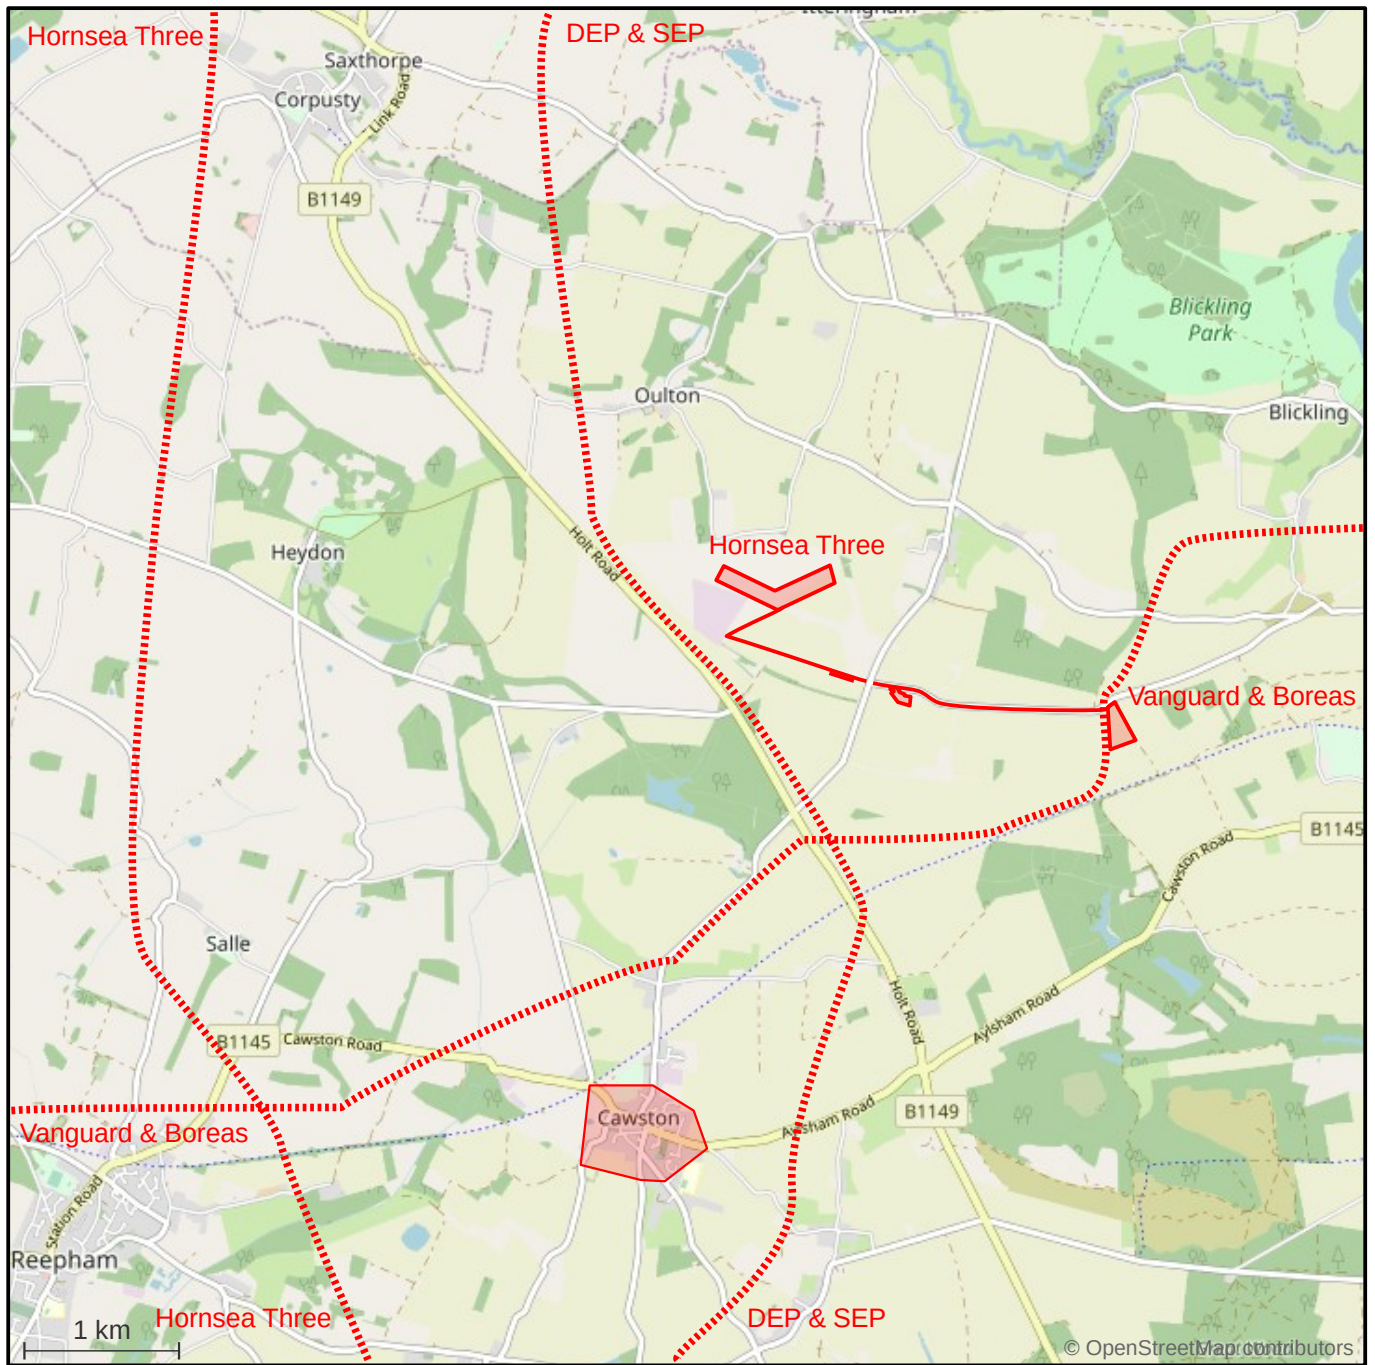 Itteringham
Hornsea Three
DEP & SEP
Saxthorpe
Corpusty
Link Road
B1149
Blickling
Park
Oulton
Blickling
Holt Road
Hornsea Three
Heydon
Vanguard & Boreas
B1145
Cawston Road
Salle
Holt Road
Aylsham Road
B1145
Cawston Road
Cawston
Aylsham Road
B1149
Vanguard & Boreas
Station Road
Reepham
Hornsea Three
DEP & SEP
1 km
© OpenStreetMap contributors